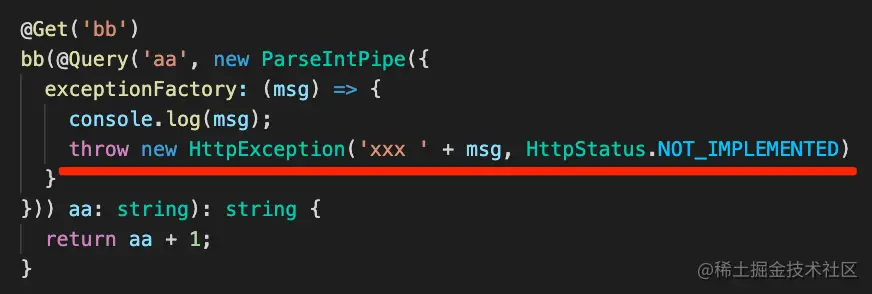 @Get('bb')
bb(@Query('aa', new ParseIntPipe({
  exceptionFactory: (msg) => {
    console.log(msg);
    throw new HttpException('xxx ' + msg, HttpStatus.NOT_IMPLEMENTED)
  }
})) aa: string): string {
  return aa + 1;
}
@稀土掘金技术社区